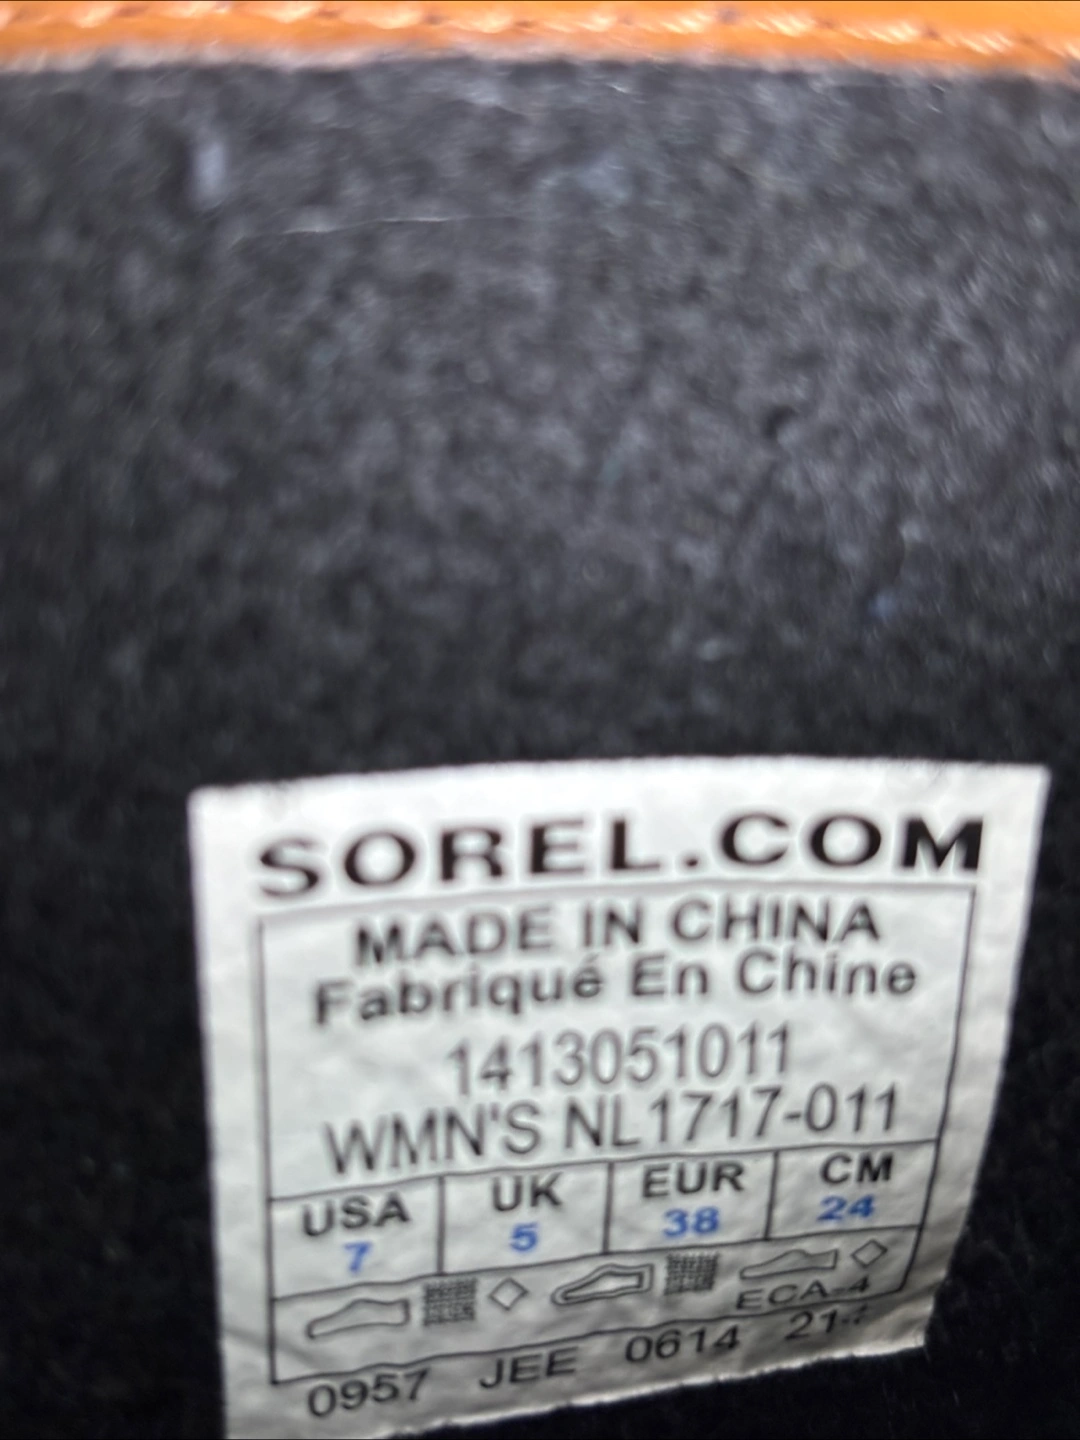 SOREL.COM
MADE IN CHINA
Fabriqué En Chine
1413051011
WMN'S NL1717-011
USA UK EUR CM
7 5 38 24
ECA-4
0957 JEE 0614